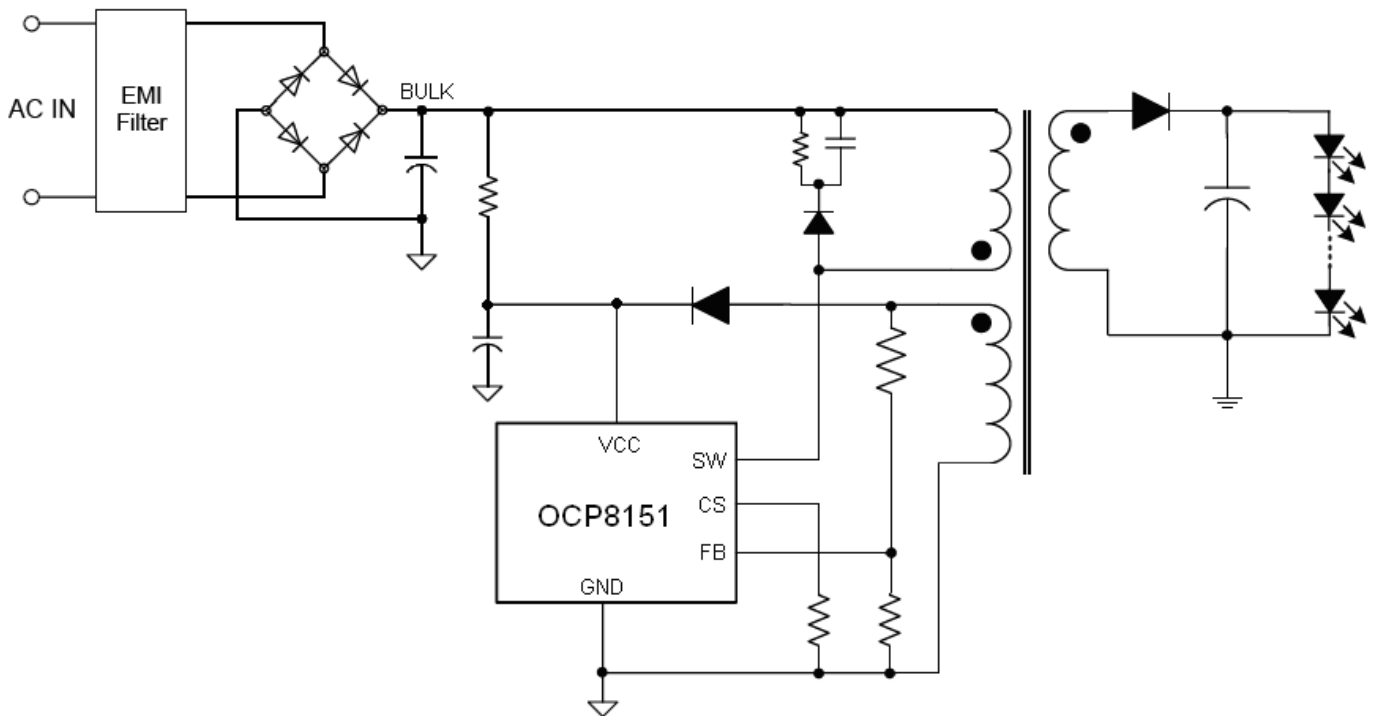 AC IN
EMI
Filter
BULK
VCC
SW
CS
OCP8151
FB
GND